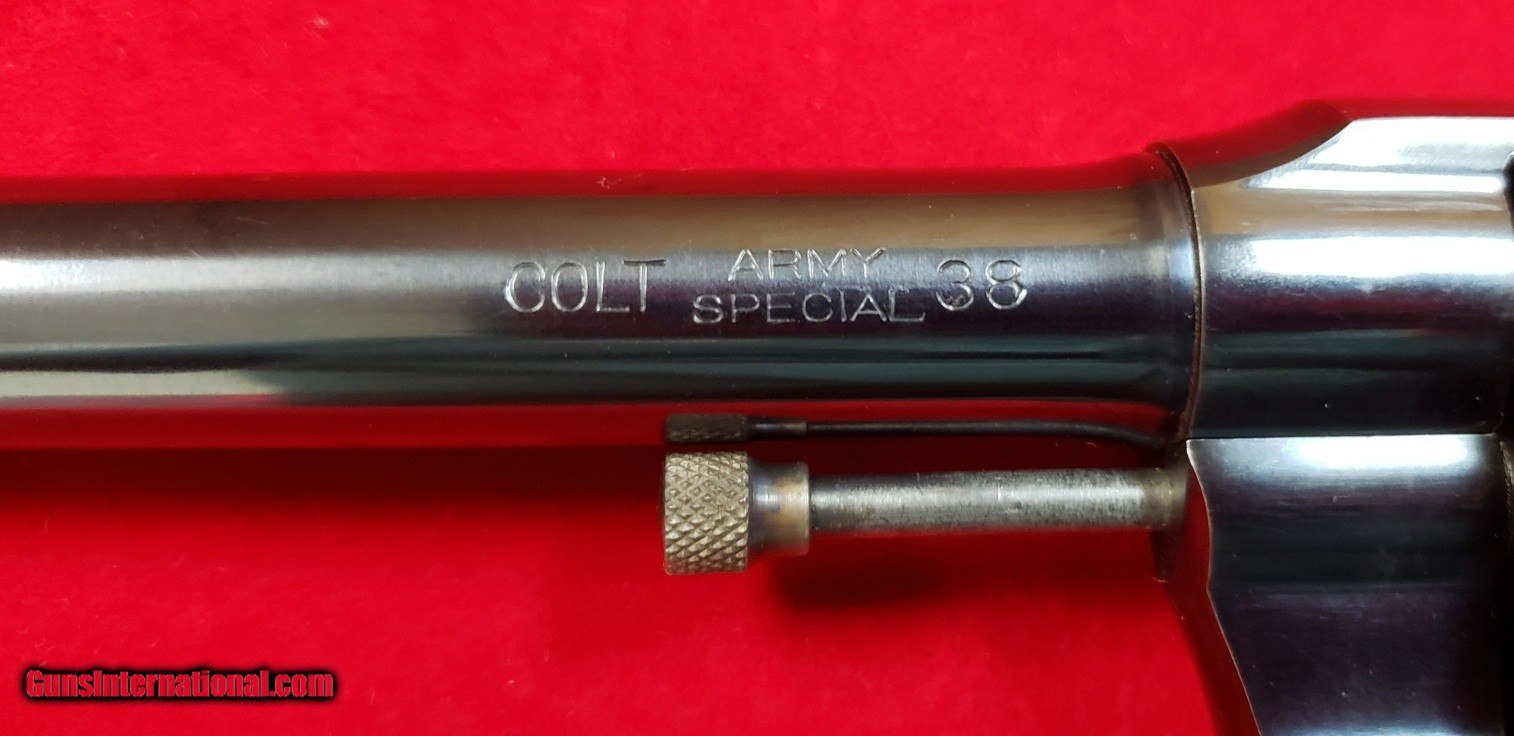 COLT ARMY SPECIAL 38
GunsInternational.com